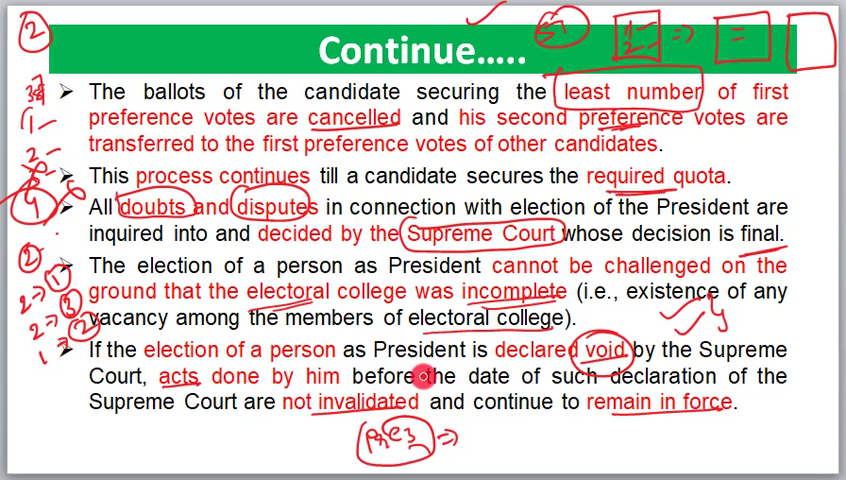 2
Continue.....
The ballots of the candidate securing the least number of first
preference votes are cancelled and his second preference votes are
transferred to the first preference votes of other candidates.
This process continues till a candidate secures the required quota.
All doubts and disputes in connection with election of the President are
inquired into and decided by the Supreme Court whose decision is final.
The election of a person as President cannot be challenged on the
ground that the electoral college was incomplete (i.e., existence of any
vacancy among the members of electoral college).
If the election of a person as President is declared void by the Supreme
Court, acts done by him before the date of such declaration of the
Supreme Court are not invalidated and continue to remain in force.